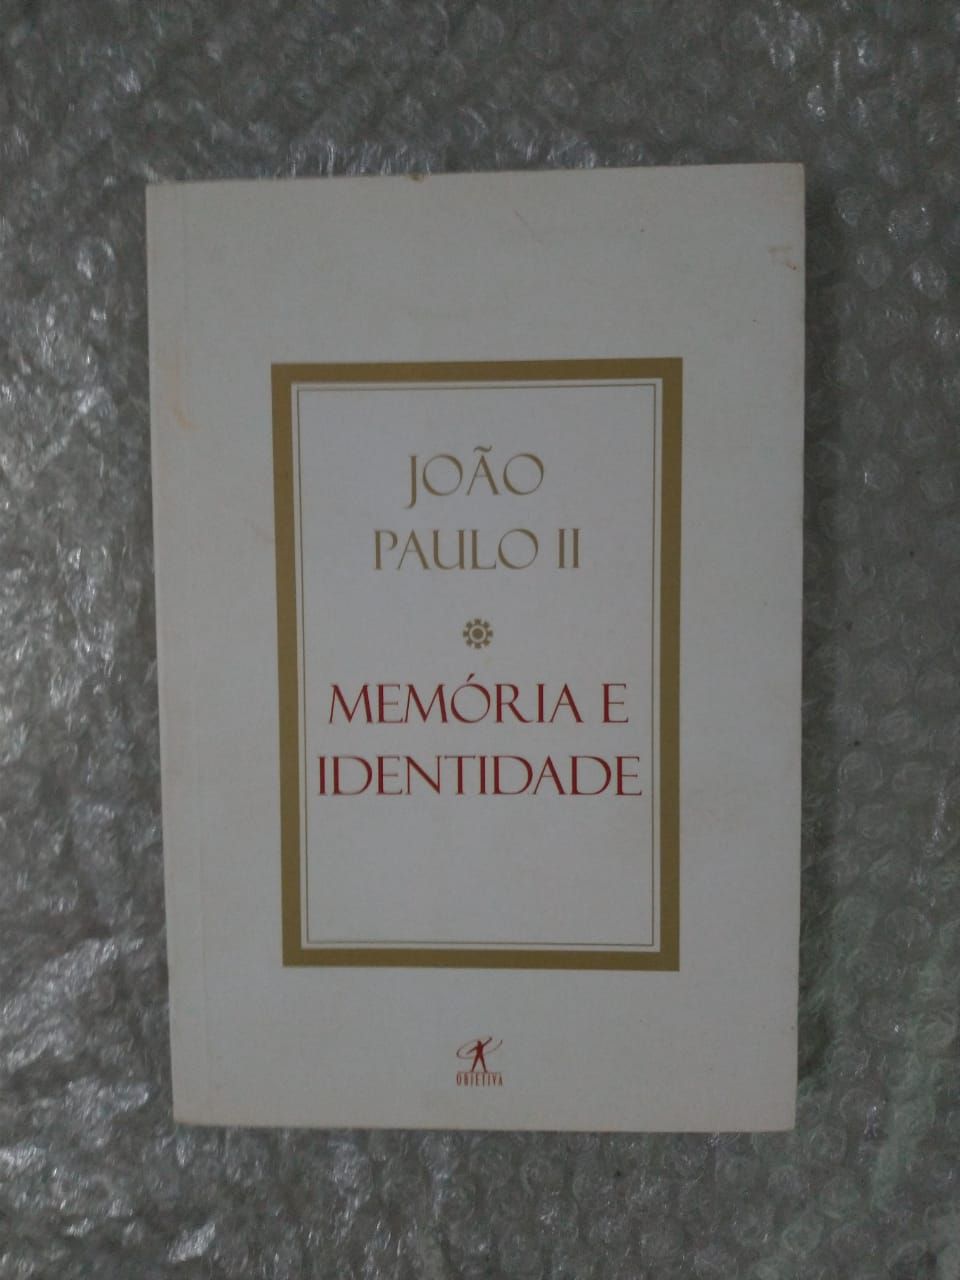 JOÃO
PAULO II
MEMÓRIA E
IDENTIDADE
OBJETIVA